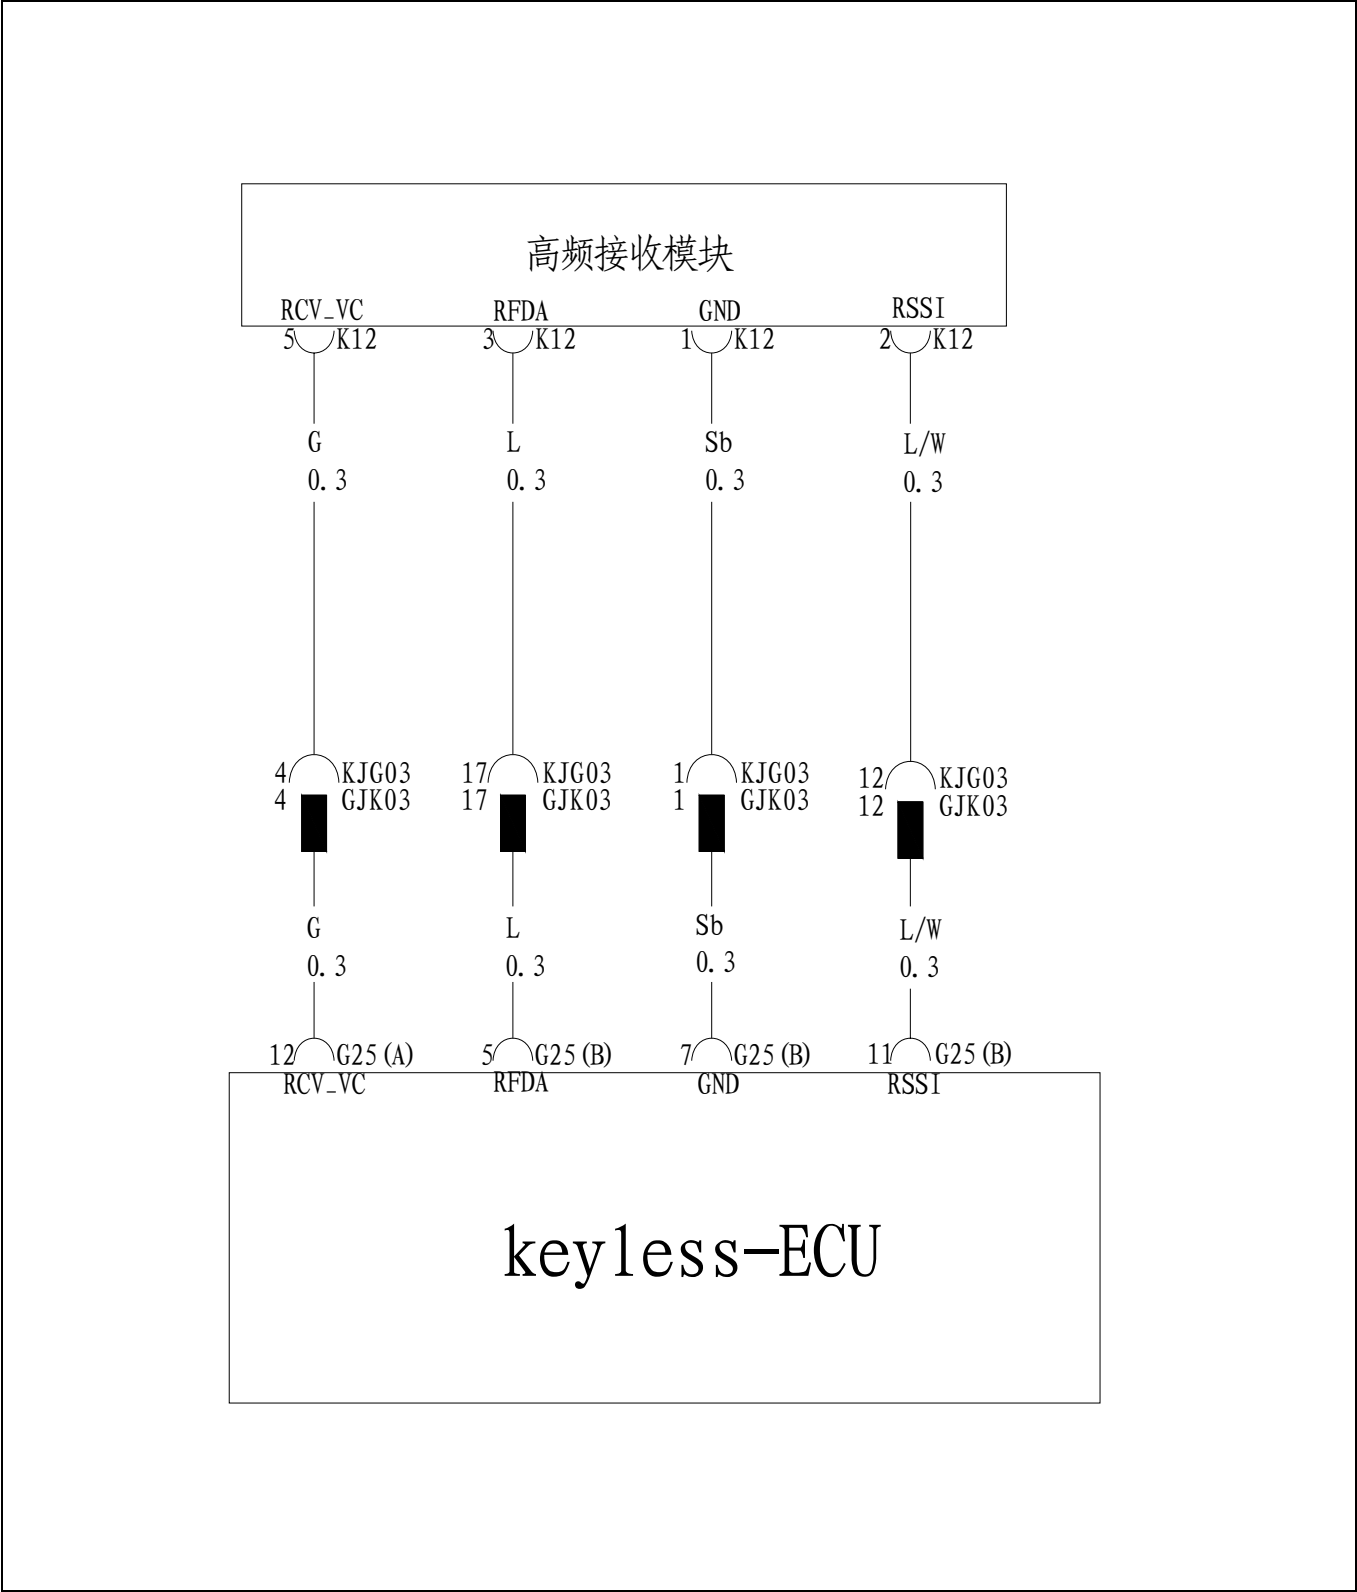 高频接收模块
RCV_VC RFDA GND RSSI
5 K12 3 K12 1 K12 2 K12
G L Sb L/W
0.3 0.3 0.3 0.3
4 KJG03 17 KJG03 1 KJG03 12 KJG03
4 GJK03 17 GJK03 1 GJK03 12 GJK03
G L Sb L/W
0.3 0.3 0.3 0.3
12 G25(A) 5 G25(B) 7 G25(B) 11 G25(B)
RCV_VC RFDA GND RSSI
keyless-ECU